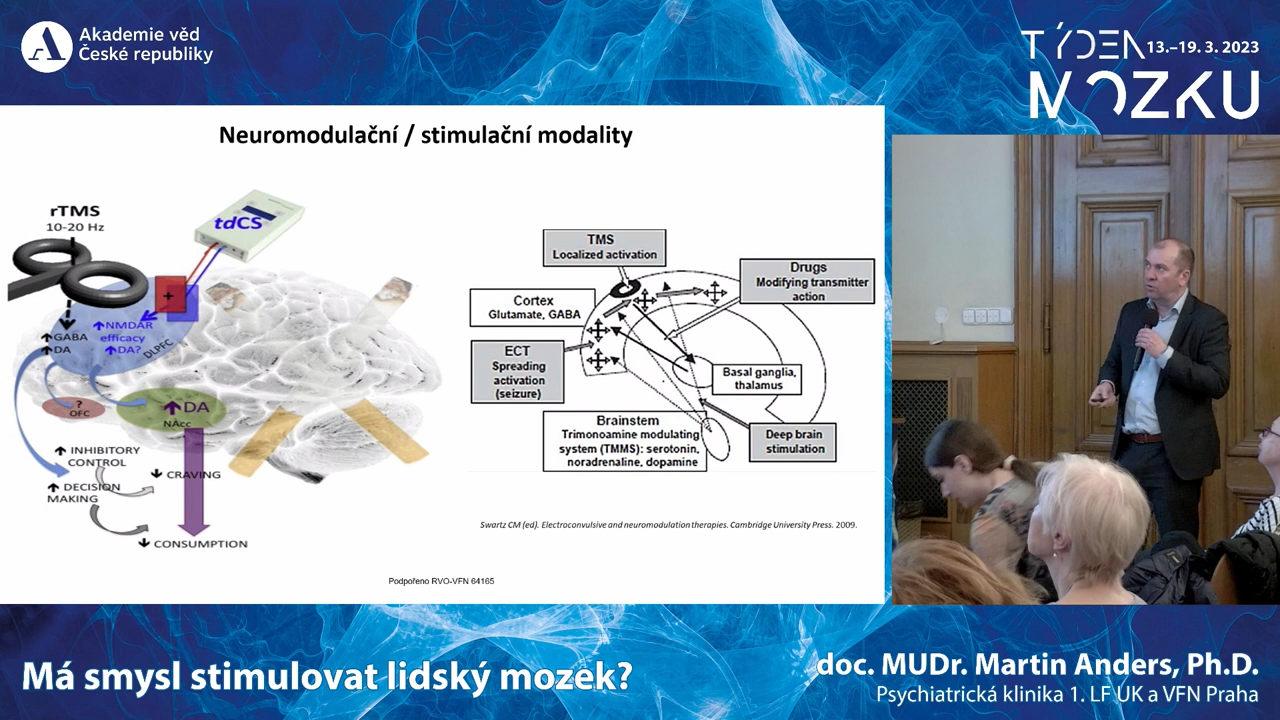 Akademie věd
České republiky
TÝDEN 13.–19. 3. 2023
MOZKU
Neuromodulační / stimulační modality
rTMS
10-20 Hz
tdCS
+
GABA
DA
NMDAR
efficacy
DA?
DLPFC
?
OFC
DA
NAcc
INHIBITORY
CONTROL
DECISION
MAKING
CRAVING
CONSUMPTION
TMS
Localized activation
Drugs
Modifying transmitter
action
Cortex
Glutamate, GABA
ECT
Spreading
activation
(seizure)
Basal ganglia,
thalamus
Brainstem
Trimonoamine modulating
system (TMMS): serotonin,
noradrenaline, dopamine
Deep brain
stimulation
Swartz CM (ed). Electroconvulsive and neuromodulation therapies. Cambridge University Press. 2009.
Podpořeno RVO-VFN 64165
Má smysl stimulovat lidský mozek?
doc. MUDr. Martin Anders, Ph.D.
Psychiatrická klinika 1. LF UK a VFN Praha